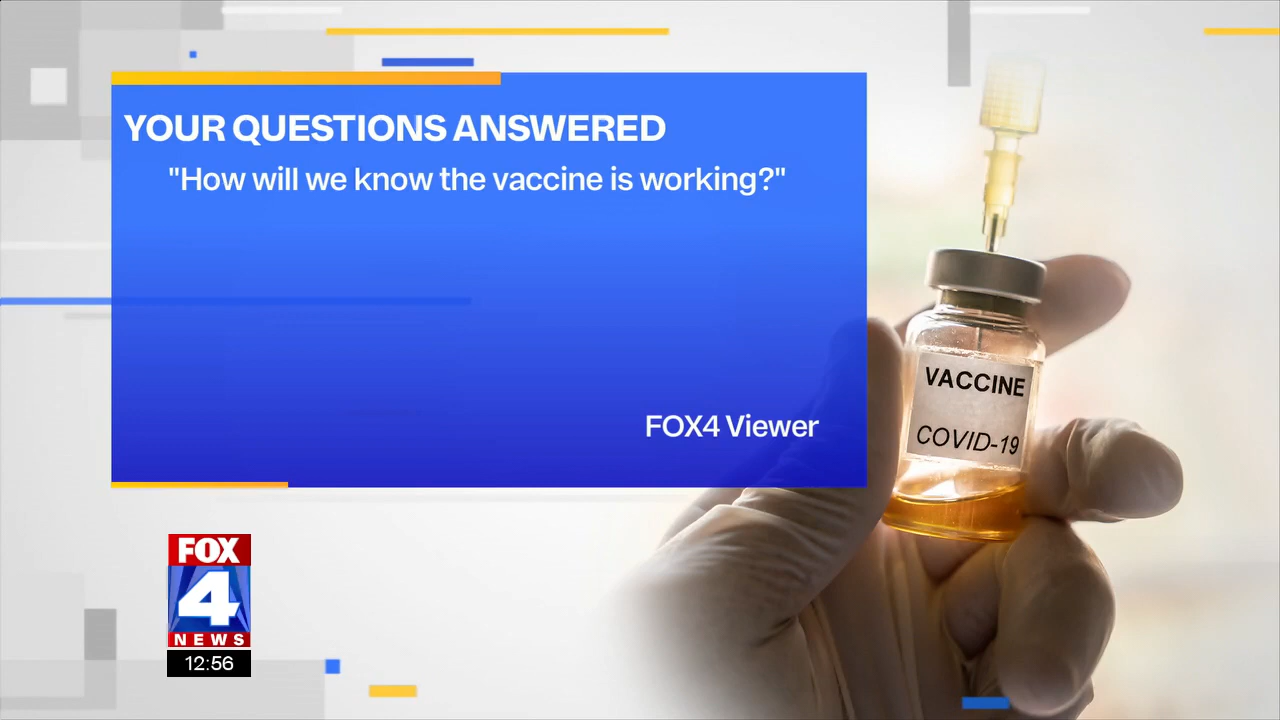 YOUR QUESTIONS ANSWERED
"How will we know the vaccine is working?"
FOX4 Viewer
VACCINE
COVID-19
FOX
4
NEWS
12:56